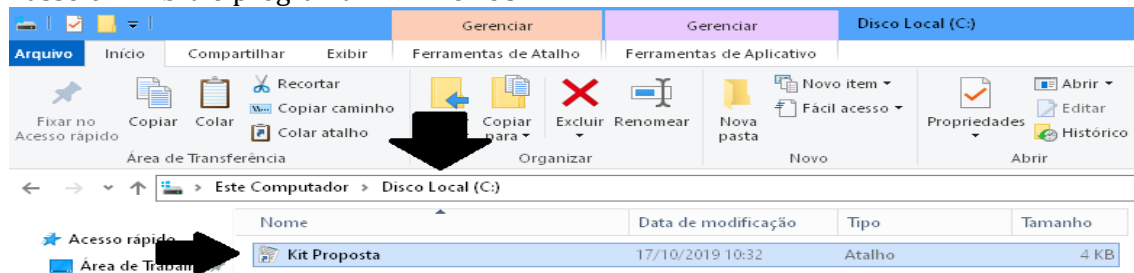 Gerenciar Gerenciar Disco Local (C:)
Arquivo Início Compartilhar Exibir Ferramentas de Atalho Ferramentas de Aplicativo
Fixar no Acesso rápido
Copiar
Colar
Recortar
Copiar caminho
Colar atalho
Copiar para
Excluir
Renomear
Nova pasta
Novo item
Fácil acesso
Propriedades
Abrir
Editar
Histórico
Área de Transferência Organizar Novo Abrir
Este Computador > Disco Local (C:)
Nome Data de modificação Tipo Tamanho
Acesso rápido
Kit Proposta 17/10/2019 10:32 Atalho 4 KB
Área de Trabalh